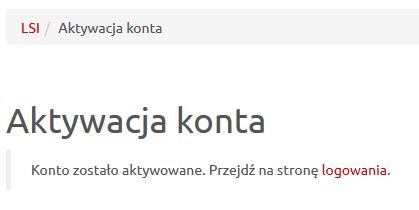 LSI / Aktywacja konta
Aktywacja konta
Konto zostało aktywowane. Przejdź na stronę logowania.